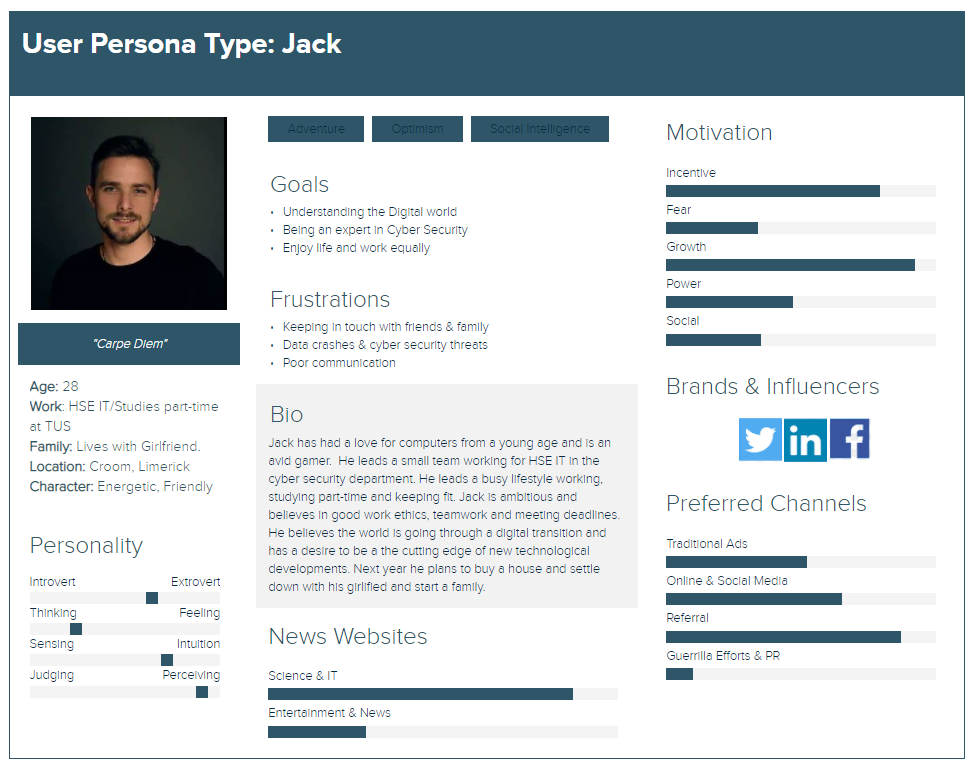 User Persona Type: Jack
"Carpe Diem"
Age: 28
Work: HSE IT/Studies part-time
at TUS
Family: Lives with Girlfriend.
Location: Croom, Limerick
Character: Energetic, Friendly
Personality
Introvert Extrovert
Thinking Feeling
Sensing Intuition
Judging Perceiving
Adventure Optimism Social Intelligence
Goals
• Understanding the Digital world
• Being an expert in Cyber Security
• Enjoy life and work equally
Frustrations
• Keeping in touch with friends & family
• Data crashes & cyber security threats
• Poor communication
Bio
Jack has had a love for computers from a young age and is an
avid gamer. He leads a small team working for HSE IT in the
cyber security department. He leads a busy lifestyle working,
studying part-time and keeping fit. Jack is ambitious and
believes in good work ethics, teamwork and meeting deadlines.
He believes the world is going through a digital transition and
has a desire to be a the cutting edge of new technological
developments. Next year he plans to buy a house and settle
down with his girlified and start a family.
News Websites
Science & IT
Entertainment & News
Motivation
Incentive
Fear
Growth
Power
Social
Brands & Influencers
in f
Preferred Channels
Traditional Ads
Online & Social Media
Referral
Guerrilla Efforts & PR